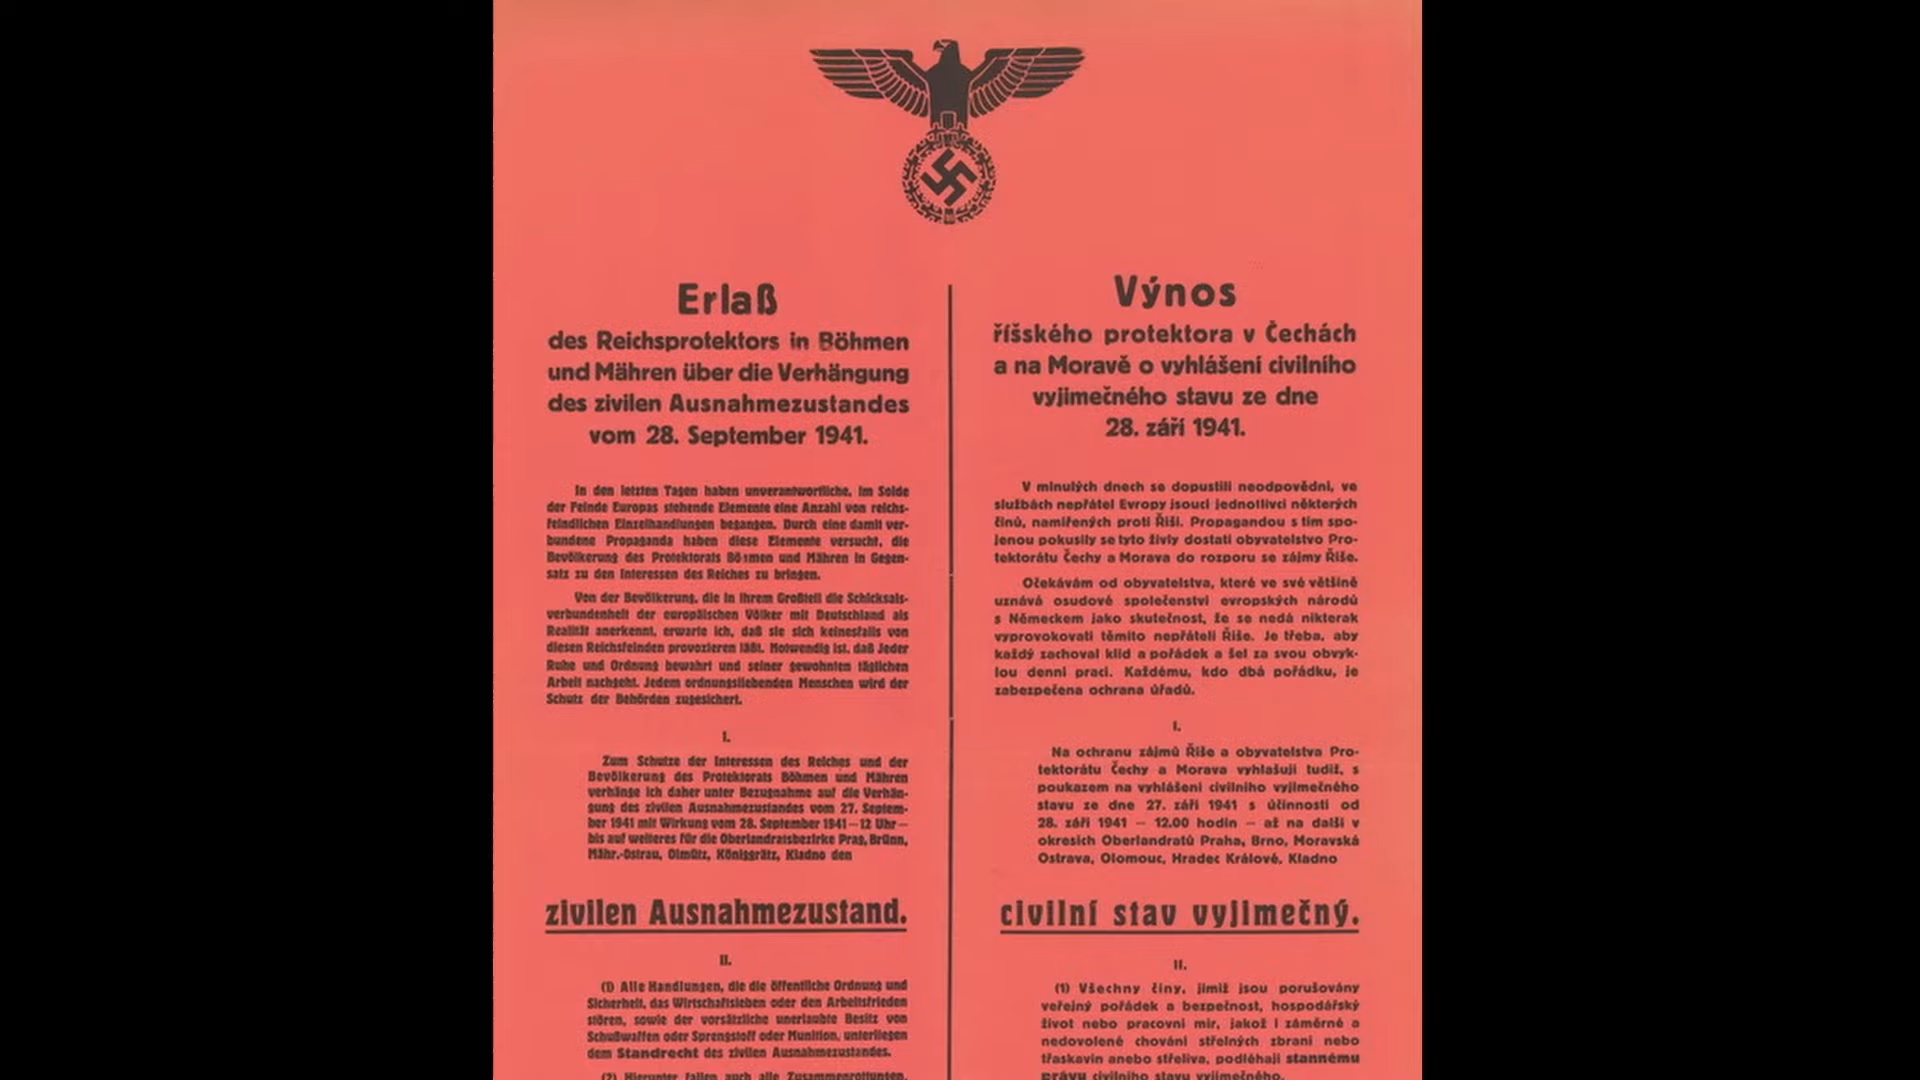 Erlaß
des Reichsprotektors in Böhmen
und Mähren über die Verhängung
des zivilen Ausnahmezustandes
vom 28. September 1941.
In den letzten Tagen haben unverantwortliche, im Solde
der Feinde Europas stehende Elemente eine Anzahl von reichs-
feindlichen Einzelhandlungen begangen. Durch eine damit ver-
bundene Propaganda haben diese Elemente versucht, die
Bevölkerung des Protektorats Böhmen und Mähren in Gegen-
satz zu den Interessen des Reiches zu bringen.
Von der Bevölkerung, die in ihrem Großteil die Schicksals-
verbundenheit der europäischen Völker mit Deutschland als
Realität anerkennt, erwarte ich, daß sie sich keinesfalls von
diesen Reichsfeinden provozieren läßt. Notwendig ist, daß jeder
Ruhe und Ordnung bewahrt und seiner gewohnten täglichen
Arbeit nachgeht. Jedem ordnungsliebenden Menschen wird der
Schutz der Behörden zugesichert.
I.
Zum Schutze der Interessen des Reiches und der
Bevölkerung des Protektorats Böhmen und Mähren
verhänge ich daher unter Bezugnahme auf die Verhän-
gung des zivilen Ausnahmezustandes vom 27. Septem-
ber 1941 mit Wirkung vom 28. September 1941 — 12 Uhr —
bis auf weiteres für die Oberlandratsbezirke Prag, Brünn,
Mähr.-Ostrau, Olmütz, Königgrätz, Kladno den
zivilen Ausnahmezustand.
II.
(1) Alle Handlungen, die die öffentliche Ordnung und
Sicherheit, das Wirtschaftsleben oder den Arbeitsfrieden
stören, sowie der vorsätzliche unerlaubte Besitz von
Schußwaffen oder Sprengstoff oder Munition, unterliegen
dem Standrecht des zivilen Ausnahmezustandes.
(2) Hierunter fallen auch alle Zusammenrottungen,
Výnos
říšského protektora v Čechách
a na Moravě o vyhlášení civilního
vyjimečného stavu ze dne
28. září 1941.
V minulých dnech se dopustili neodpovědní, ve
službách nepřátel Evropy jsoucí jednotlivci některých
činů, namířených proti Říši. Propagandou s tím spo-
jenou pokusily se tyto živly dostati obyvatelstvo Pro-
tektorátu Čechy a Morava do rozporu se zájmy Říše.
Očekávám od obyvatelstva, které ve své většině
uznává osudové společenství evropských národů
s Německem jako skutečnost, že se nedá nikterak
vyprovokovati těmito nepřáteli Říše. Je třeba, aby
každý zachoval klid a pořádek a šel za svou obvyk-
lou denní prací. Každému, kdo dbá pořádku, je
zabezpečena ochrana úřadů.
I.
Na ochranu zájmů Říše a obyvatelstva Pro-
tektorátu Čechy a Morava vyhlašuji tudíž, s
poukazem na vyhlášení civilního vyjimečného
stavu ze dne 27. září 1941 s účinností od
28. září 1941 — 12.00 hodin — až na další v
okresích Oberlandratů Praha, Brno, Moravská
Ostrava, Olomouc, Hradec Králové, Kladno
civilní stav vyjimečný.
II.
(1) Všechny činy, jimiž jsou porušovány
veřejný pořádek a bezpečnost, hospodářský
život nebo pracovní mír, jakož i záměrné a
nedovolené chování střelných zbraní nebo
třaskavin anebo střeliva, podléhají stannému
právu civilního stavu vyjimečného.